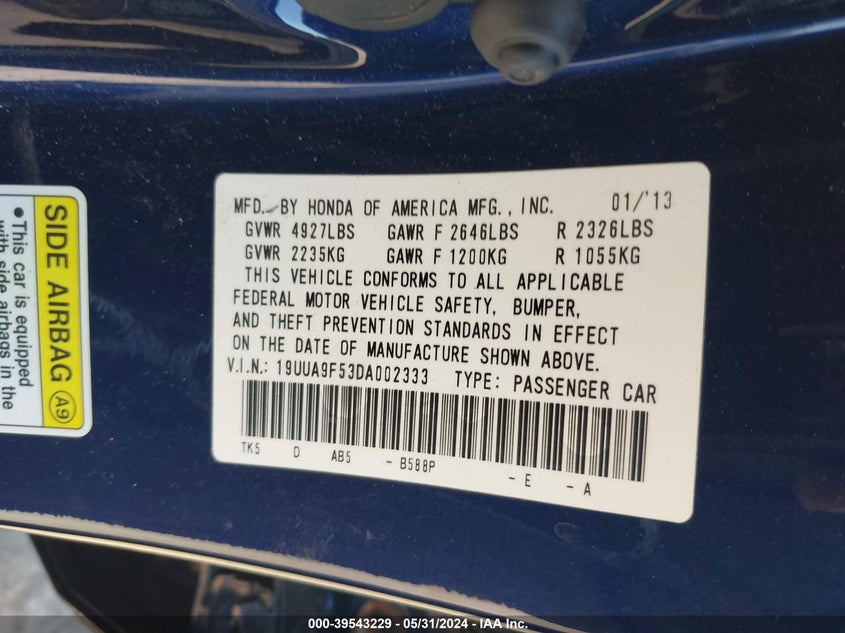 MFD. BY HONDA OF AMERICA MFG., INC. 01/'13
GVWR 4927LBS GAWR F 2646LBS R 2326LBS
GVWR 2235KG GAWR F 1200KG R 1055KG
THIS VEHICLE CONFORMS TO ALL APPLICABLE
FEDERAL MOTOR VEHICLE SAFETY, BUMPER,
AND THEFT PREVENTION STANDARDS IN EFFECT
ON THE DATE OF MANUFACTURE SHOWN ABOVE.
V.I.N.: 19UUA9F53DA002333 TYPE: PASSENGER CAR
TK5 D AB5 - B588P - E - A
SIDE AIRBAG A9
•This car is equipped
with side airbags in the
000-39543229 - 05/31/2024 - IAA, Inc.